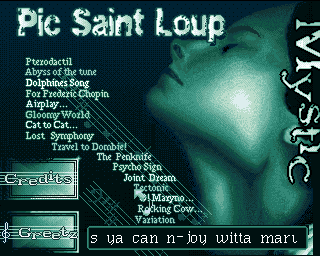 Pic Saint Loup
Mystic
Pterodactil
Abyss of the tune
Dolphines Song
For Frederic Chopin
Airplay...
Gloomy World
Cat to Cat...
Lost Symphony
Travel to Dombie!
The Penknife
Psycho Sign
Joint Dream
Tectonic
O! Maryno...
Rocking Cow...
Variation
Credits
Greetz
s ya can n-joy witta maru